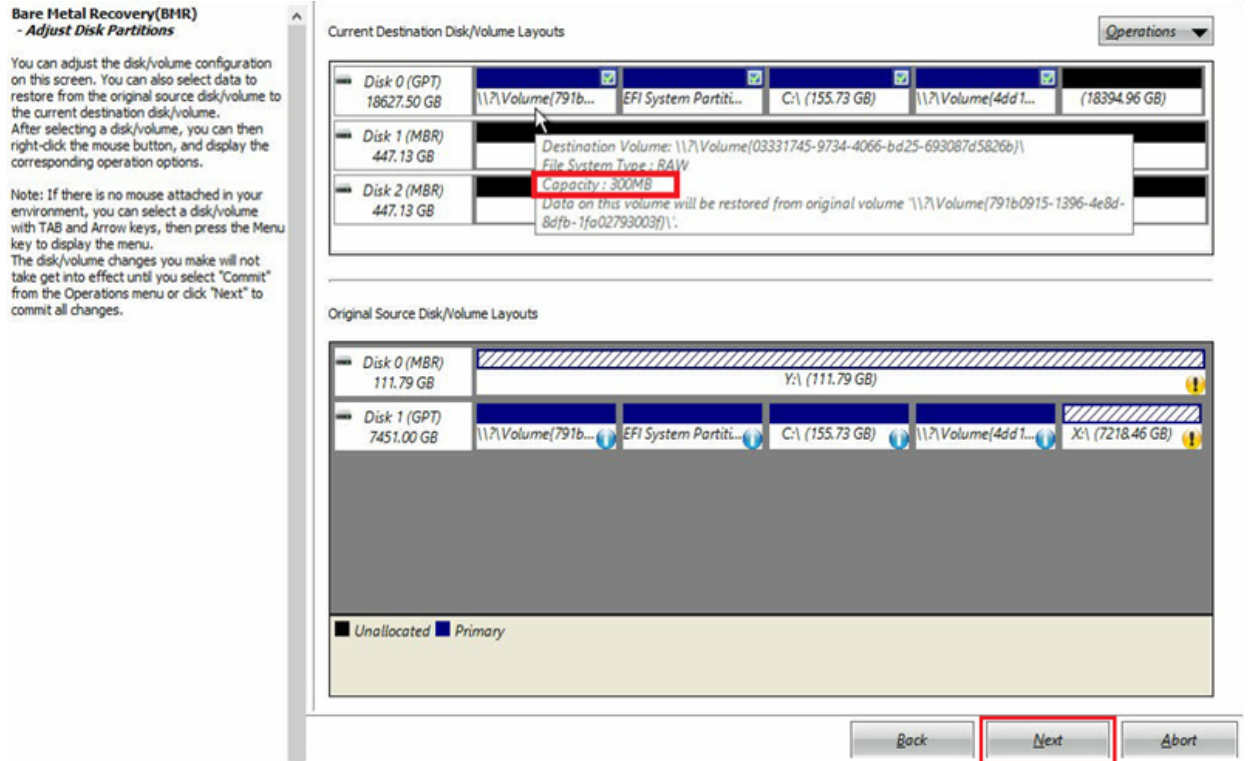 Bare Metal Recovery(BMR)
- Adjust Disk Partitions
You can adjust the disk/volume configuration
on this screen. You can also select data to
restore from the original source disk/volume to
the current destination disk/volume.
After selecting a disk/volume, you can then
right-click the mouse button, and display the
corresponding operation options.
Note: If there is no mouse attached in your
environment, you can select a disk/volume
with TAB and Arrow keys, then press the Menu
key to display the menu.
The disk/volume changes you make will not
take get into effect until you select "Commit"
from the Operations menu or click "Next" to
commit all changes.
Current Destination Disk/Volume Layouts
Operations
Disk 0 (GPT)
18627.50 GB
\\?\Volume{791b...
EFI System Partiti...
C:\ (155.73 GB)
\\?\Volume{4dd1...
(18394.96 GB)
Disk 1 (MBR)
447.13 GB
Disk 2 (MBR)
447.13 GB
Destination Volume: \\?\Volume{03331745-9734-4066-bd25-693087d5826b}\
File System Type : RAW
Capacity : 300MB
Data on this volume will be restored from original volume '\\?\Volume{791b0915-1396-4e8d-
8dfb-1fa02793003f}\'.
Original Source Disk/Volume Layouts
Disk 0 (MBR)
111.79 GB
Y:\ (111.79 GB)
Disk 1 (GPT)
7451.00 GB
\\?\Volume{791b...
EFI System Partiti...
C:\ (155.73 GB)
\\?\Volume{4dd1...
X:\ (7218.46 GB)
Unallocated Primary
Back Next Abort